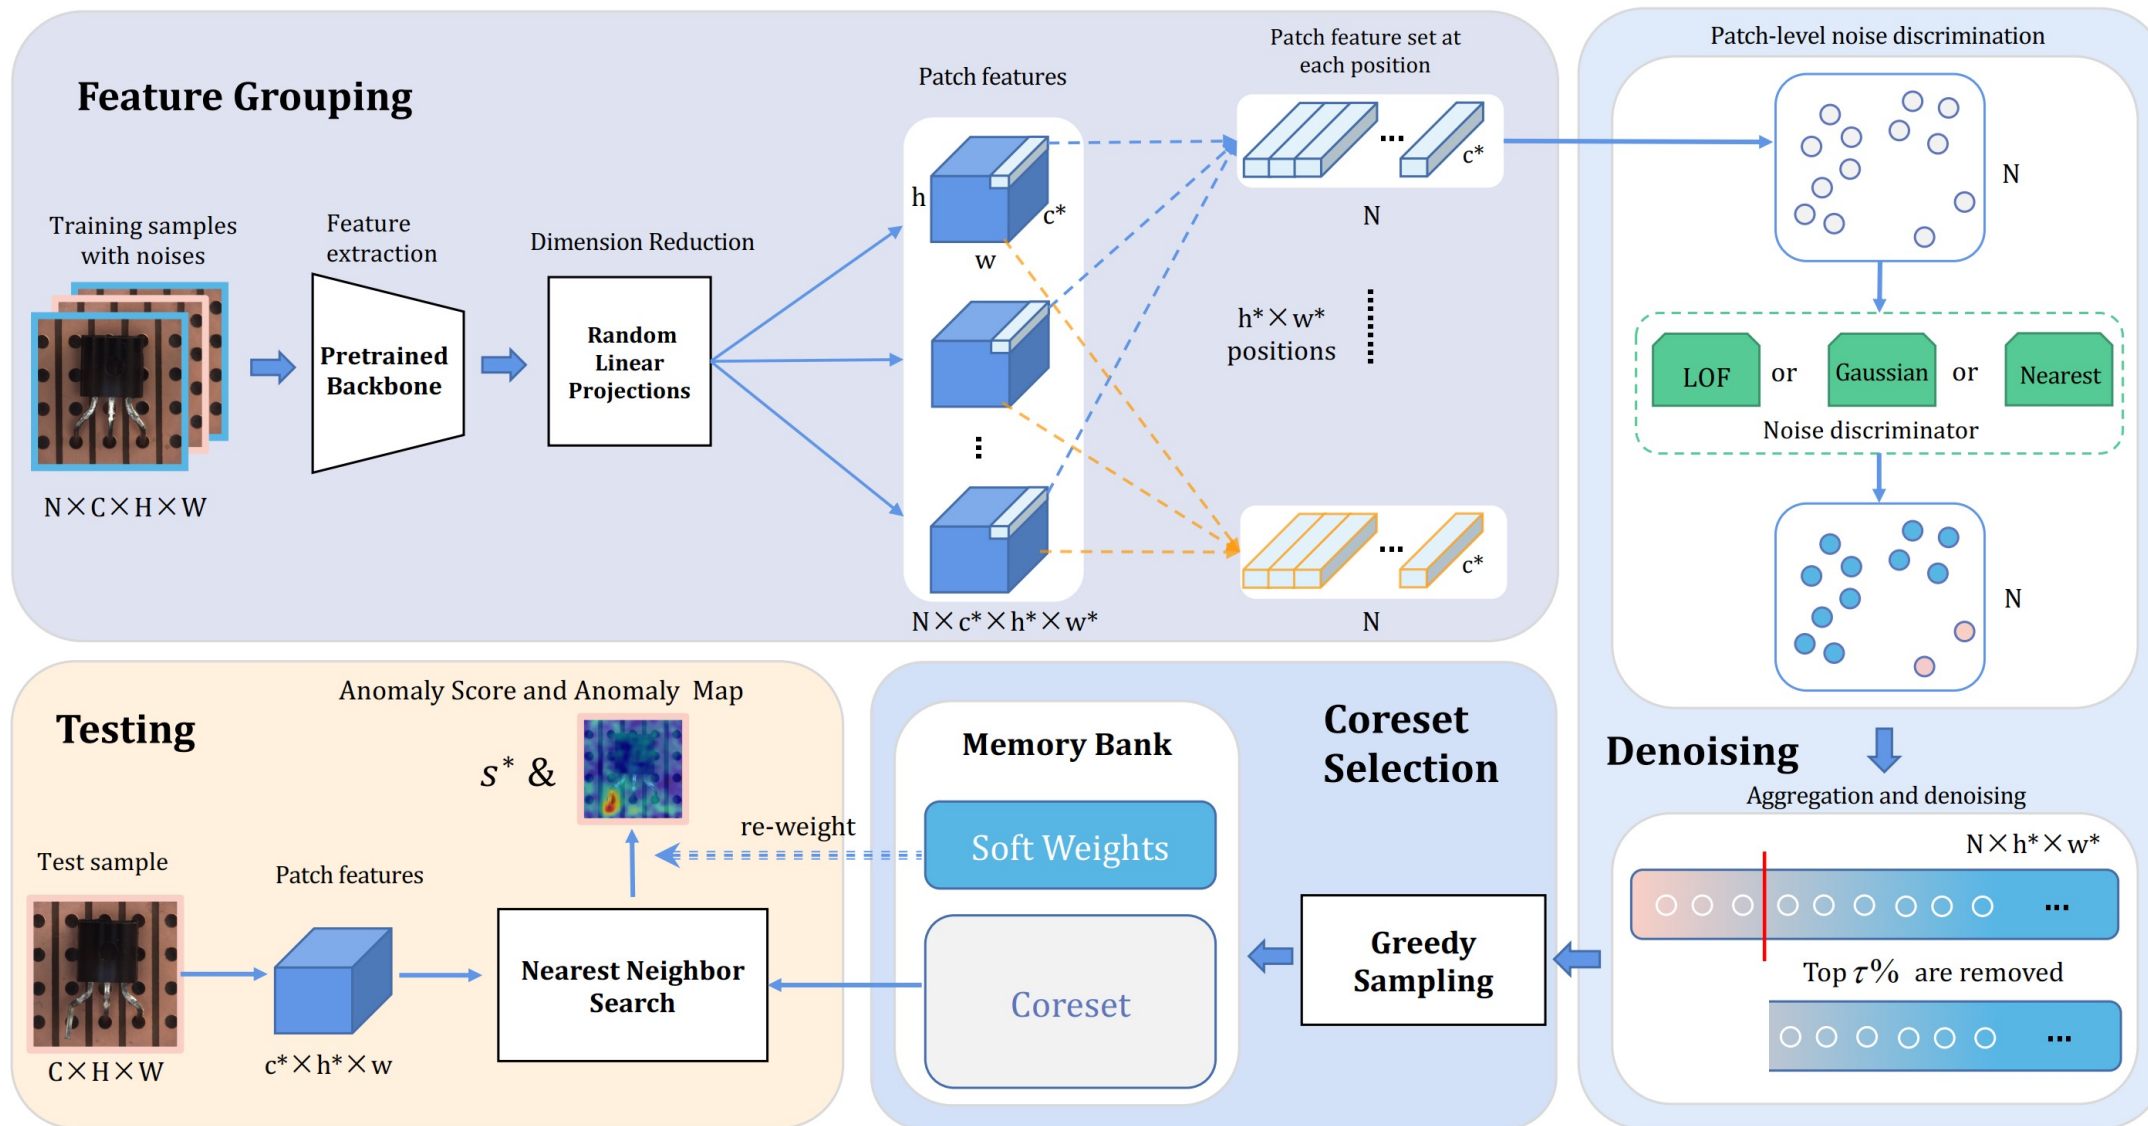 Feature Grouping
Training samples
with noises
N×C×H×W
Feature
extraction
Pretrained
Backbone
Dimension Reduction
Random
Linear
Projections
Patch features
h
c*
w
...
N×c*×h*×w*
Patch feature set at
each position
...
c*
N
h*×w*
positions
...
c*
N
Patch-level noise discrimination
N
LOF
or
Gaussian
or
Nearest
Noise discriminator
N
Denoising
Aggregation and denoising
N×h*×w*
...
Top τ% are removed
...
Coreset
Selection
Greedy
Sampling
Memory Bank
Soft Weights
Coreset
Testing
Anomaly Score and Anomaly Map
s* &
re-weight
Test sample
C×H×W
Patch features
c*×h*×w
Nearest Neighbor
Search